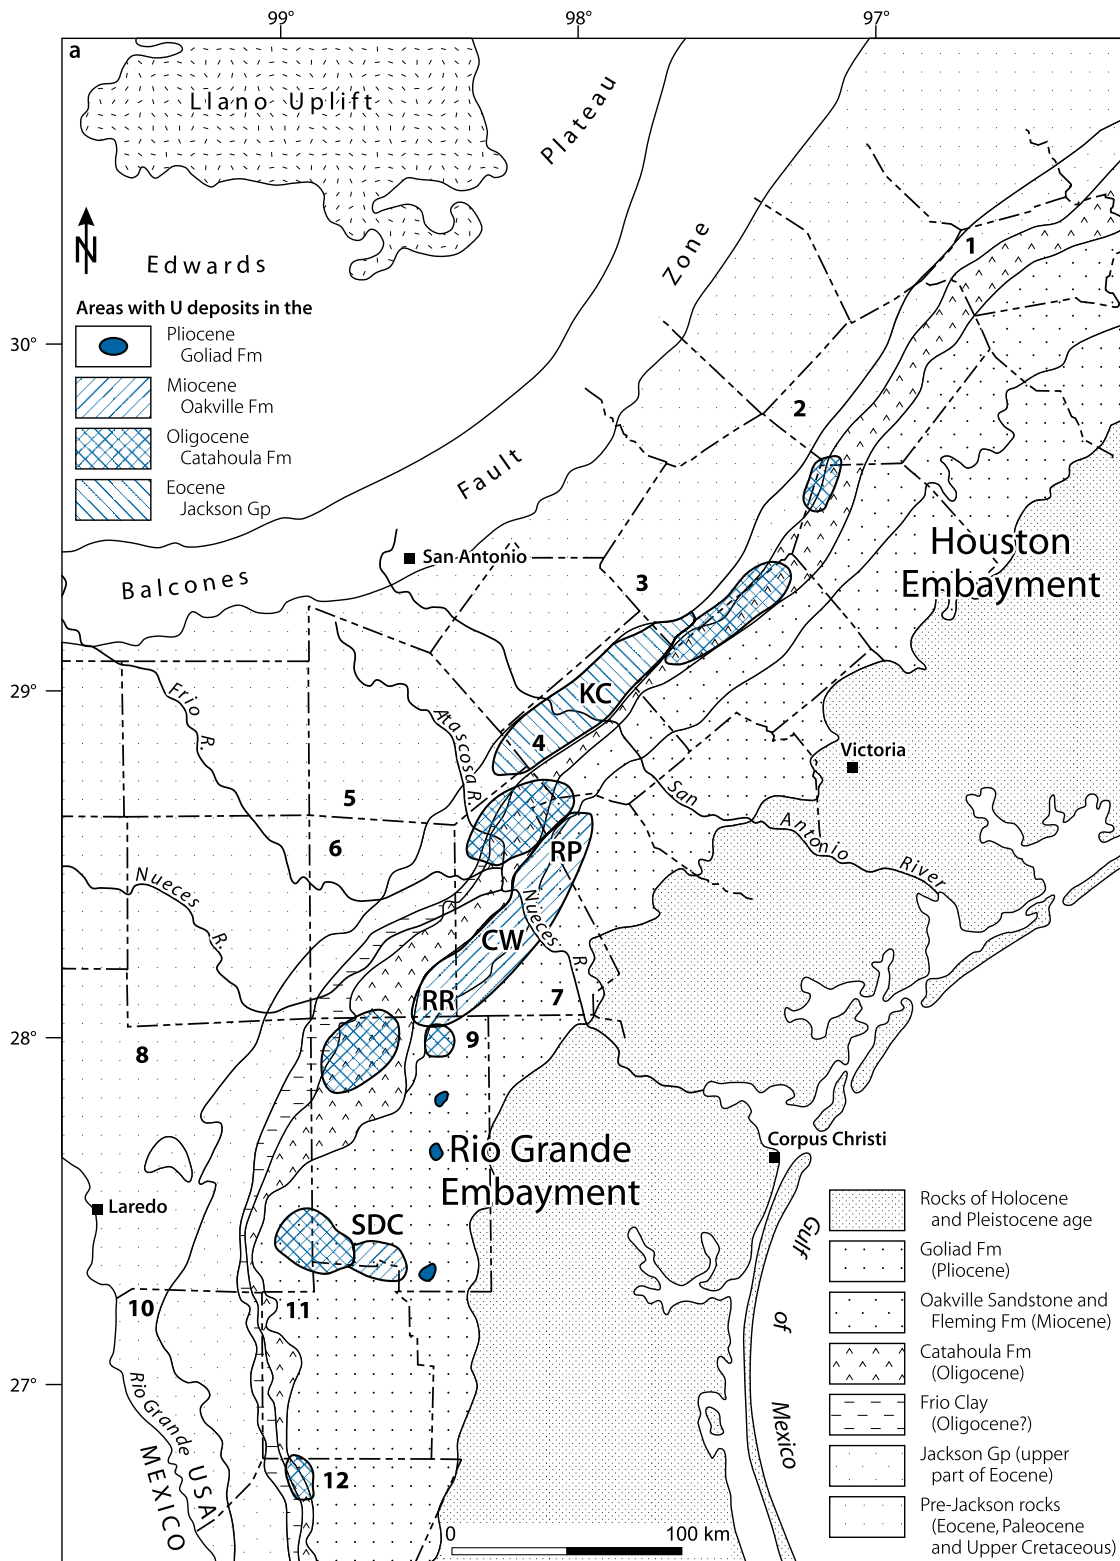 99°
98°
97°
a
Llano Uplift
Plateau
Zone
N
Edwards
1
Areas with U deposits in the
Pliocene
Goliad Fm
30°
Miocene
Oakville Fm
2
Oligocene
Catahoula Fm
Fault
Eocene
Jackson Gp
Houston
Embayment
San Antonio
Balcones
3
29°
KC
Frio R.
Atascosa R.
4
Victoria
5
San Antonio River
6
RP
Nueces R.
Nueces R.
CW
RR
7
28°
8
9
Rio Grande
Embayment
Corpus Christi
Laredo
SDC
Rocks of Holocene
and Pleistocene age
Gulf of Mexico
Goliad Fm
(Pliocene)
10
11
Oakville Sandstone and
Fleming Fm (Miocene)
Catahoula Fm
(Oligocene)
27°
Rio Grande
Frio Clay
(Oligocene?)
USA
MEXICO
Jackson Gp (upper
part of Eocene)
12
Pre-Jackson rocks
(Eocene, Paleocene
and Upper Cretaceous)
0
100 km